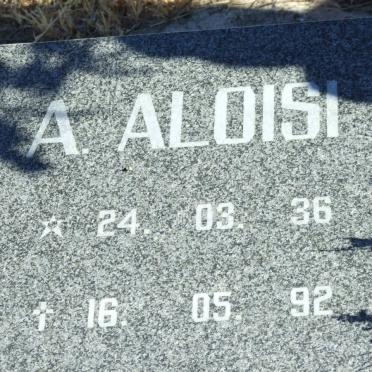 A. ALOISI
☆ 24. 03. 36
✝ 16. 05. 92